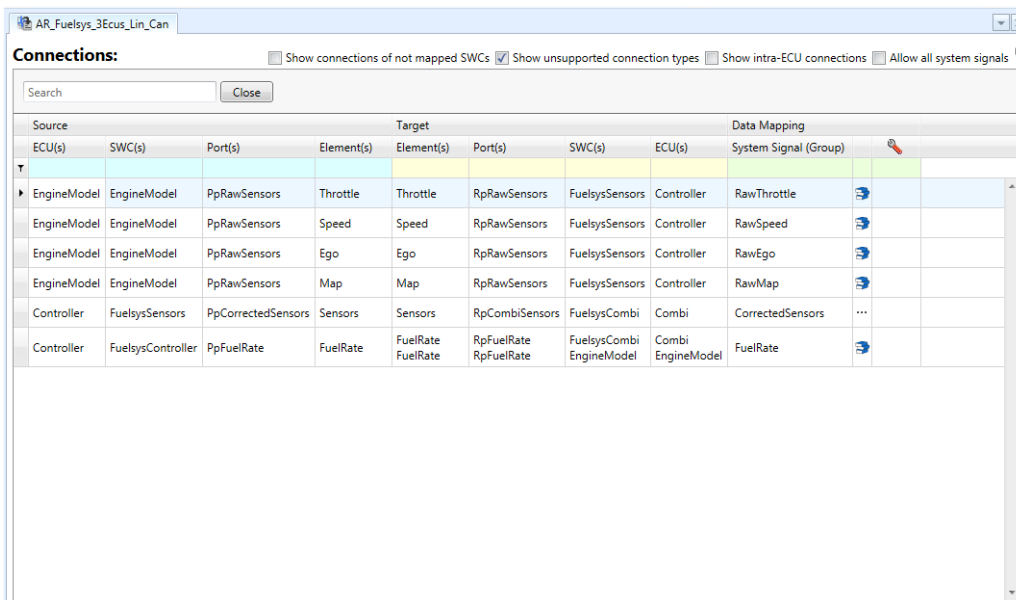 AR_Fuelsys_3Ecus_Lin_Can
Connections:
Show connections of not mapped SWCs Show unsupported connection types Show intra-ECU connections Allow all system signals
Search Close
Source Target Data Mapping
ECU(s) SWC(s) Port(s) Element(s) Element(s) Port(s) SWC(s) ECU(s) System Signal (Group)
EngineModel EngineModel PpRawSensors Throttle Throttle RpRawSensors FuelsysSensors Controller RawThrottle
EngineModel EngineModel PpRawSensors Speed Speed RpRawSensors FuelsysSensors Controller RawSpeed
EngineModel EngineModel PpRawSensors Ego Ego RpRawSensors FuelsysSensors Controller RawEgo
EngineModel EngineModel PpRawSensors Map Map RpRawSensors FuelsysSensors Controller RawMap
Controller FuelsysSensors PpCorrectedSensors Sensors Sensors RpCombiSensors FuelsysCombi Combi CorrectedSensors ...
Controller FuelsysController PpFuelRate FuelRate FuelRate RpFuelRate FuelsysCombi Combi FuelRate
FuelRate RpFuelRate EngineModel EngineModel